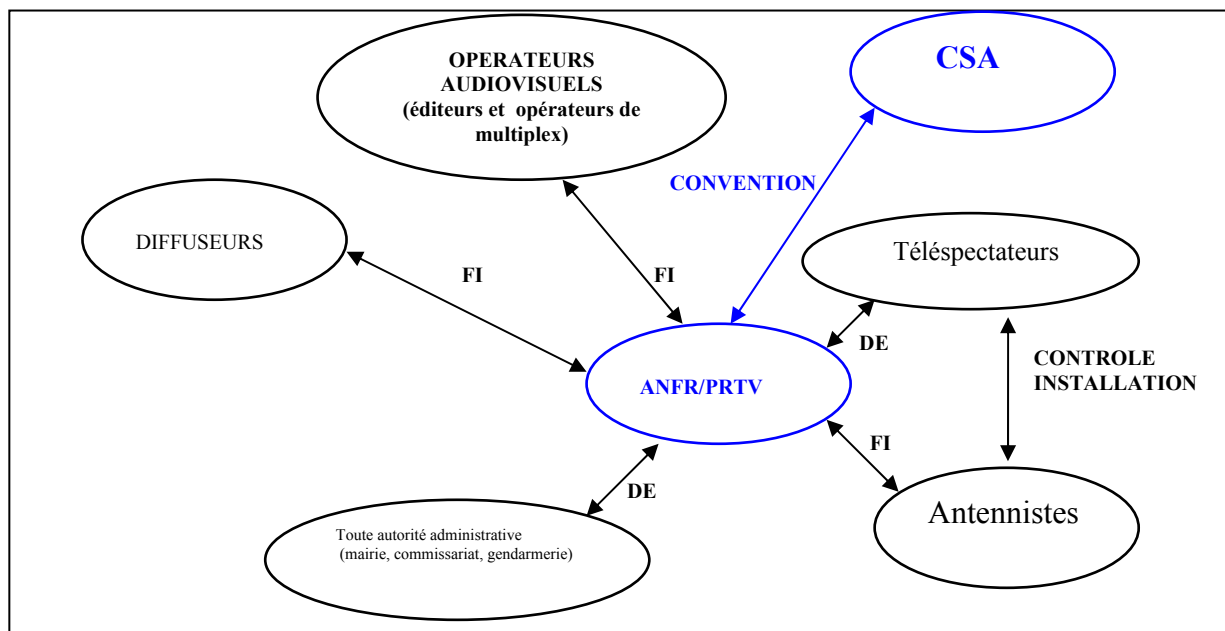 OPERATEURS
AUDIOVISUELS
(éditeurs et opérateurs de
multiplex)
CSA
CONVENTION
DIFFUSEURS
Téléspectateurs
FI
FI
DE
CONTROLE
INSTALLATION
ANFR/PRTV
FI
DE
Antennistes
Toute autorité administrative
(mairie, commissariat, gendarmerie)